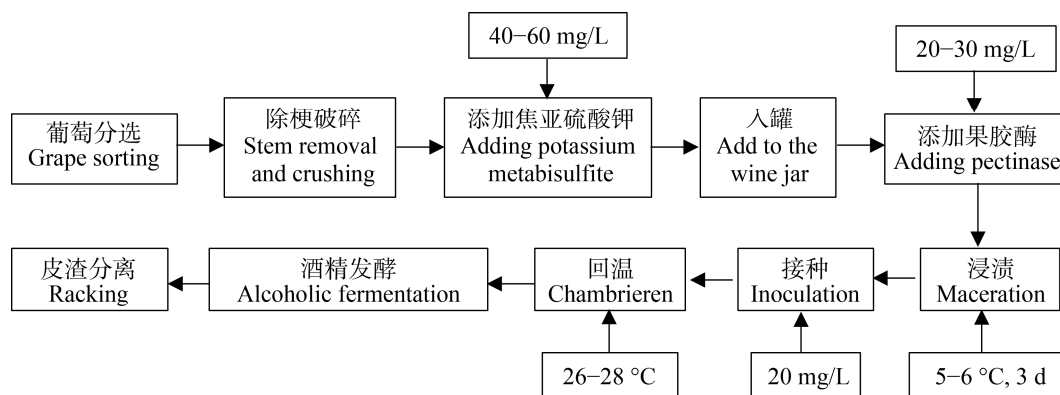 40−60 mg/L
20−30 mg/L
葡萄分选
Grape sorting
除梗破碎
Stem removal
and crushing
添加焦亚硫酸钾
Adding potassium
metabisulfite
入罐
Add to the
wine jar
添加果胶酶
Adding pectinase
皮渣分离
Racking
酒精发酵
Alcoholic fermentation
回温
Chambrieren
接种
Inoculation
浸渍
Maceration
26−28 °C
20 mg/L
5−6 °C, 3 d